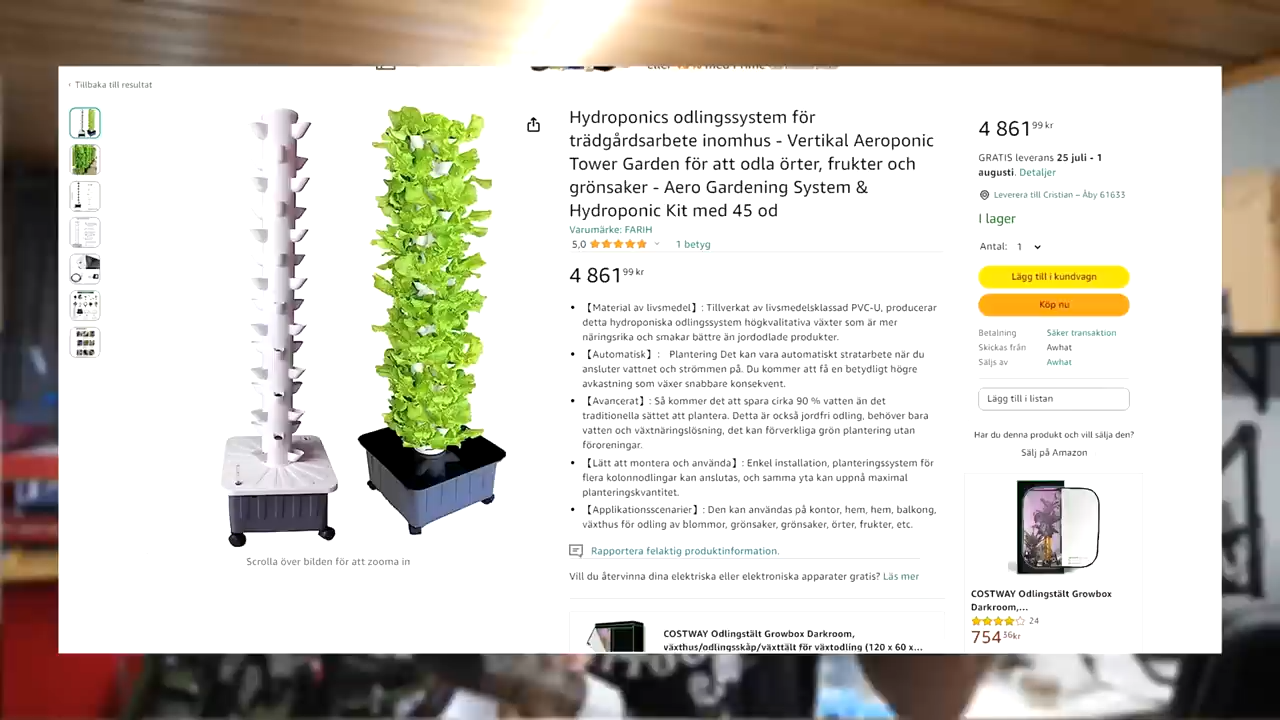 ‹ Tillbaka till resultat
Hydroponics odlingssystem för
trädgårdsarbete inomhus - Vertikal Aeroponic
Tower Garden för att odla örter, frukter och
grönsaker - Aero Gardening System &
Hydroponic Kit med 45 od
Varumärke: FARIH
5,0
1 betyg
4 861 99 kr
• 【Material av livsmedel】: Tillverkat av livsmedelsklassad PVC-U, producerar
detta hydroponiska odlingssystem högkvalitativa växter som är mer
näringsrika och smakar bättre än jordodlade produkter.
• 【Automatisk】: Plantering Det kan vara automatiskt stratarbete när du
ansluter vattnet och strömmen på. Du kommer att få en betydligt högre
avkastning som växer snabbare konsekvent.
• 【Avancerat】: Så kommer det att spara cirka 90 % vatten än det
traditionella sättet att plantera. Detta är också jordfri odling, behöver bara
vatten och växtnäringslösning, det kan förverkliga grön plantering utan
föroreningar.
• 【Lätt att montera och använda】: Enkel installation, planteringssystem för
flera kolonnodlingar kan anslutas, och samma yta kan uppnå maximal
planteringskvantitet.
• 【Applikationsscenarier】: Den kan användas på kontor, hem, hem, balkong,
växthus för odling av blommor, grönsaker, grönsaker, örter, frukter, etc.
Rapportera felaktig produktinformation.
Vill du återvinna dina elektriska eller elektroniska apparater gratis? Läs mer
COSTWAY Odlingstält Growbox Darkroom,
växthus/odlingsskåp/växttält för växtodling (120 x 60 x...
Scrolla över bilden för att zooma in
4 861 99 kr
GRATIS leverans 25 juli - 1
augusti. Detaljer
Leverera till Cristian – Åby 61633
I lager
Antal: 1
Lägg till i kundvagn
Köp nu
Betalning Säker transaktion
Skickas från Awhat
Säljs av Awhat
Lägg till i listan
Har du denna produkt och vill sälja den?
Sälj på Amazon
COSTWAY Odlingstält Growbox
Darkroom,...
24
754 36kr